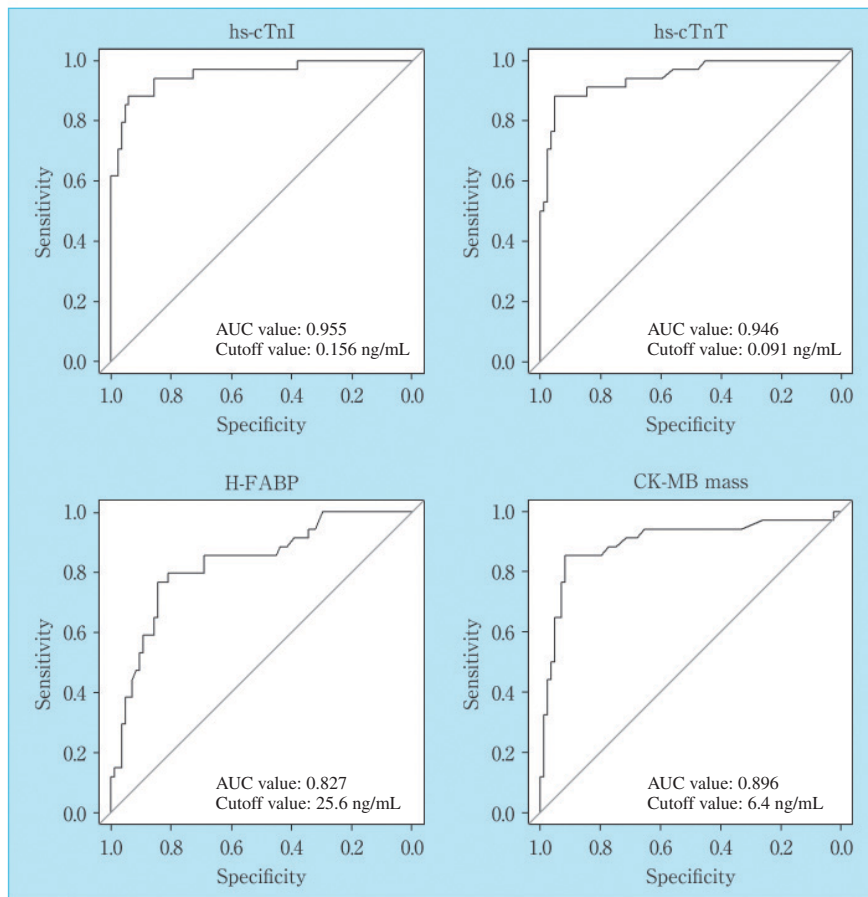 hs-cTnI
1.0
0.8
0.6
0.4
0.2
0.0
Sensitivity
AUC value: 0.955
Cutoff value: 0.156 ng/mL
1.0 0.8 0.6 0.4 0.2 0.0
Specificity
hs-cTnT
1.0
0.8
0.6
0.4
0.2
0.0
Sensitivity
AUC value: 0.946
Cutoff value: 0.091 ng/mL
1.0 0.8 0.6 0.4 0.2 0.0
Specificity
H-FABP
1.0
0.8
0.6
0.4
0.2
0.0
Sensitivity
AUC value: 0.827
Cutoff value: 25.6 ng/mL
1.0 0.8 0.6 0.4 0.2 0.0
Specificity
CK-MB mass
1.0
0.8
0.6
0.4
0.2
0.0
Sensitivity
AUC value: 0.896
Cutoff value: 6.4 ng/mL
1.0 0.8 0.6 0.4 0.2 0.0
Specificity